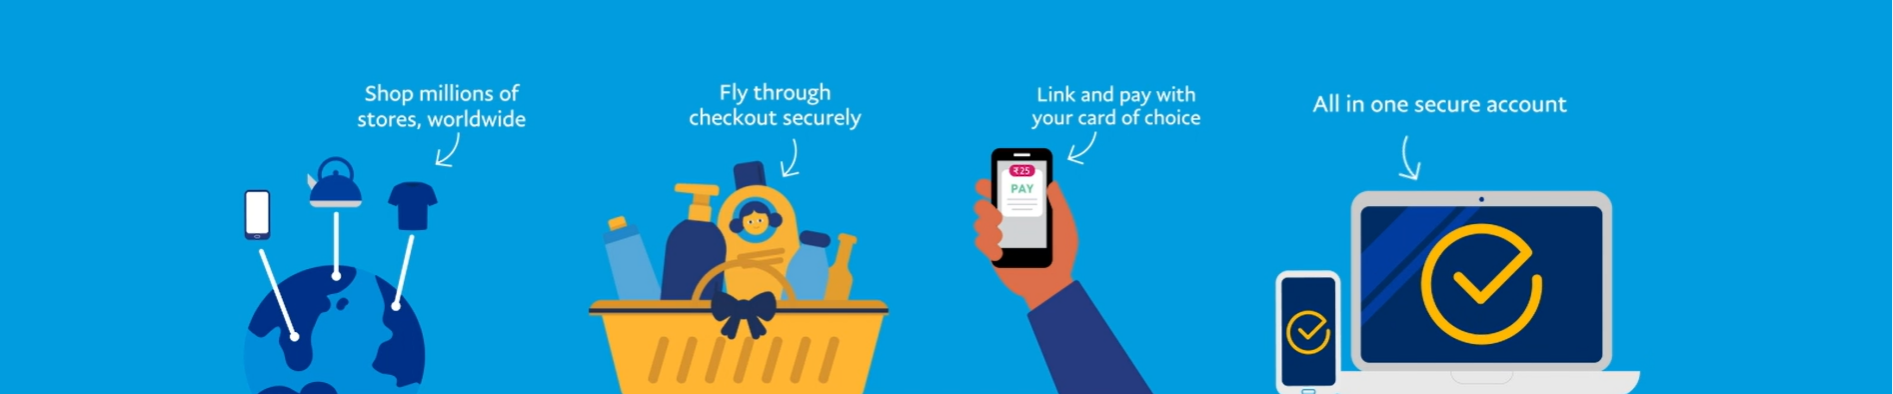 Shop millions of
stores, worldwide
Fly through
checkout securely
Link and pay with
your card of choice
₹25
PAY
All in one secure account